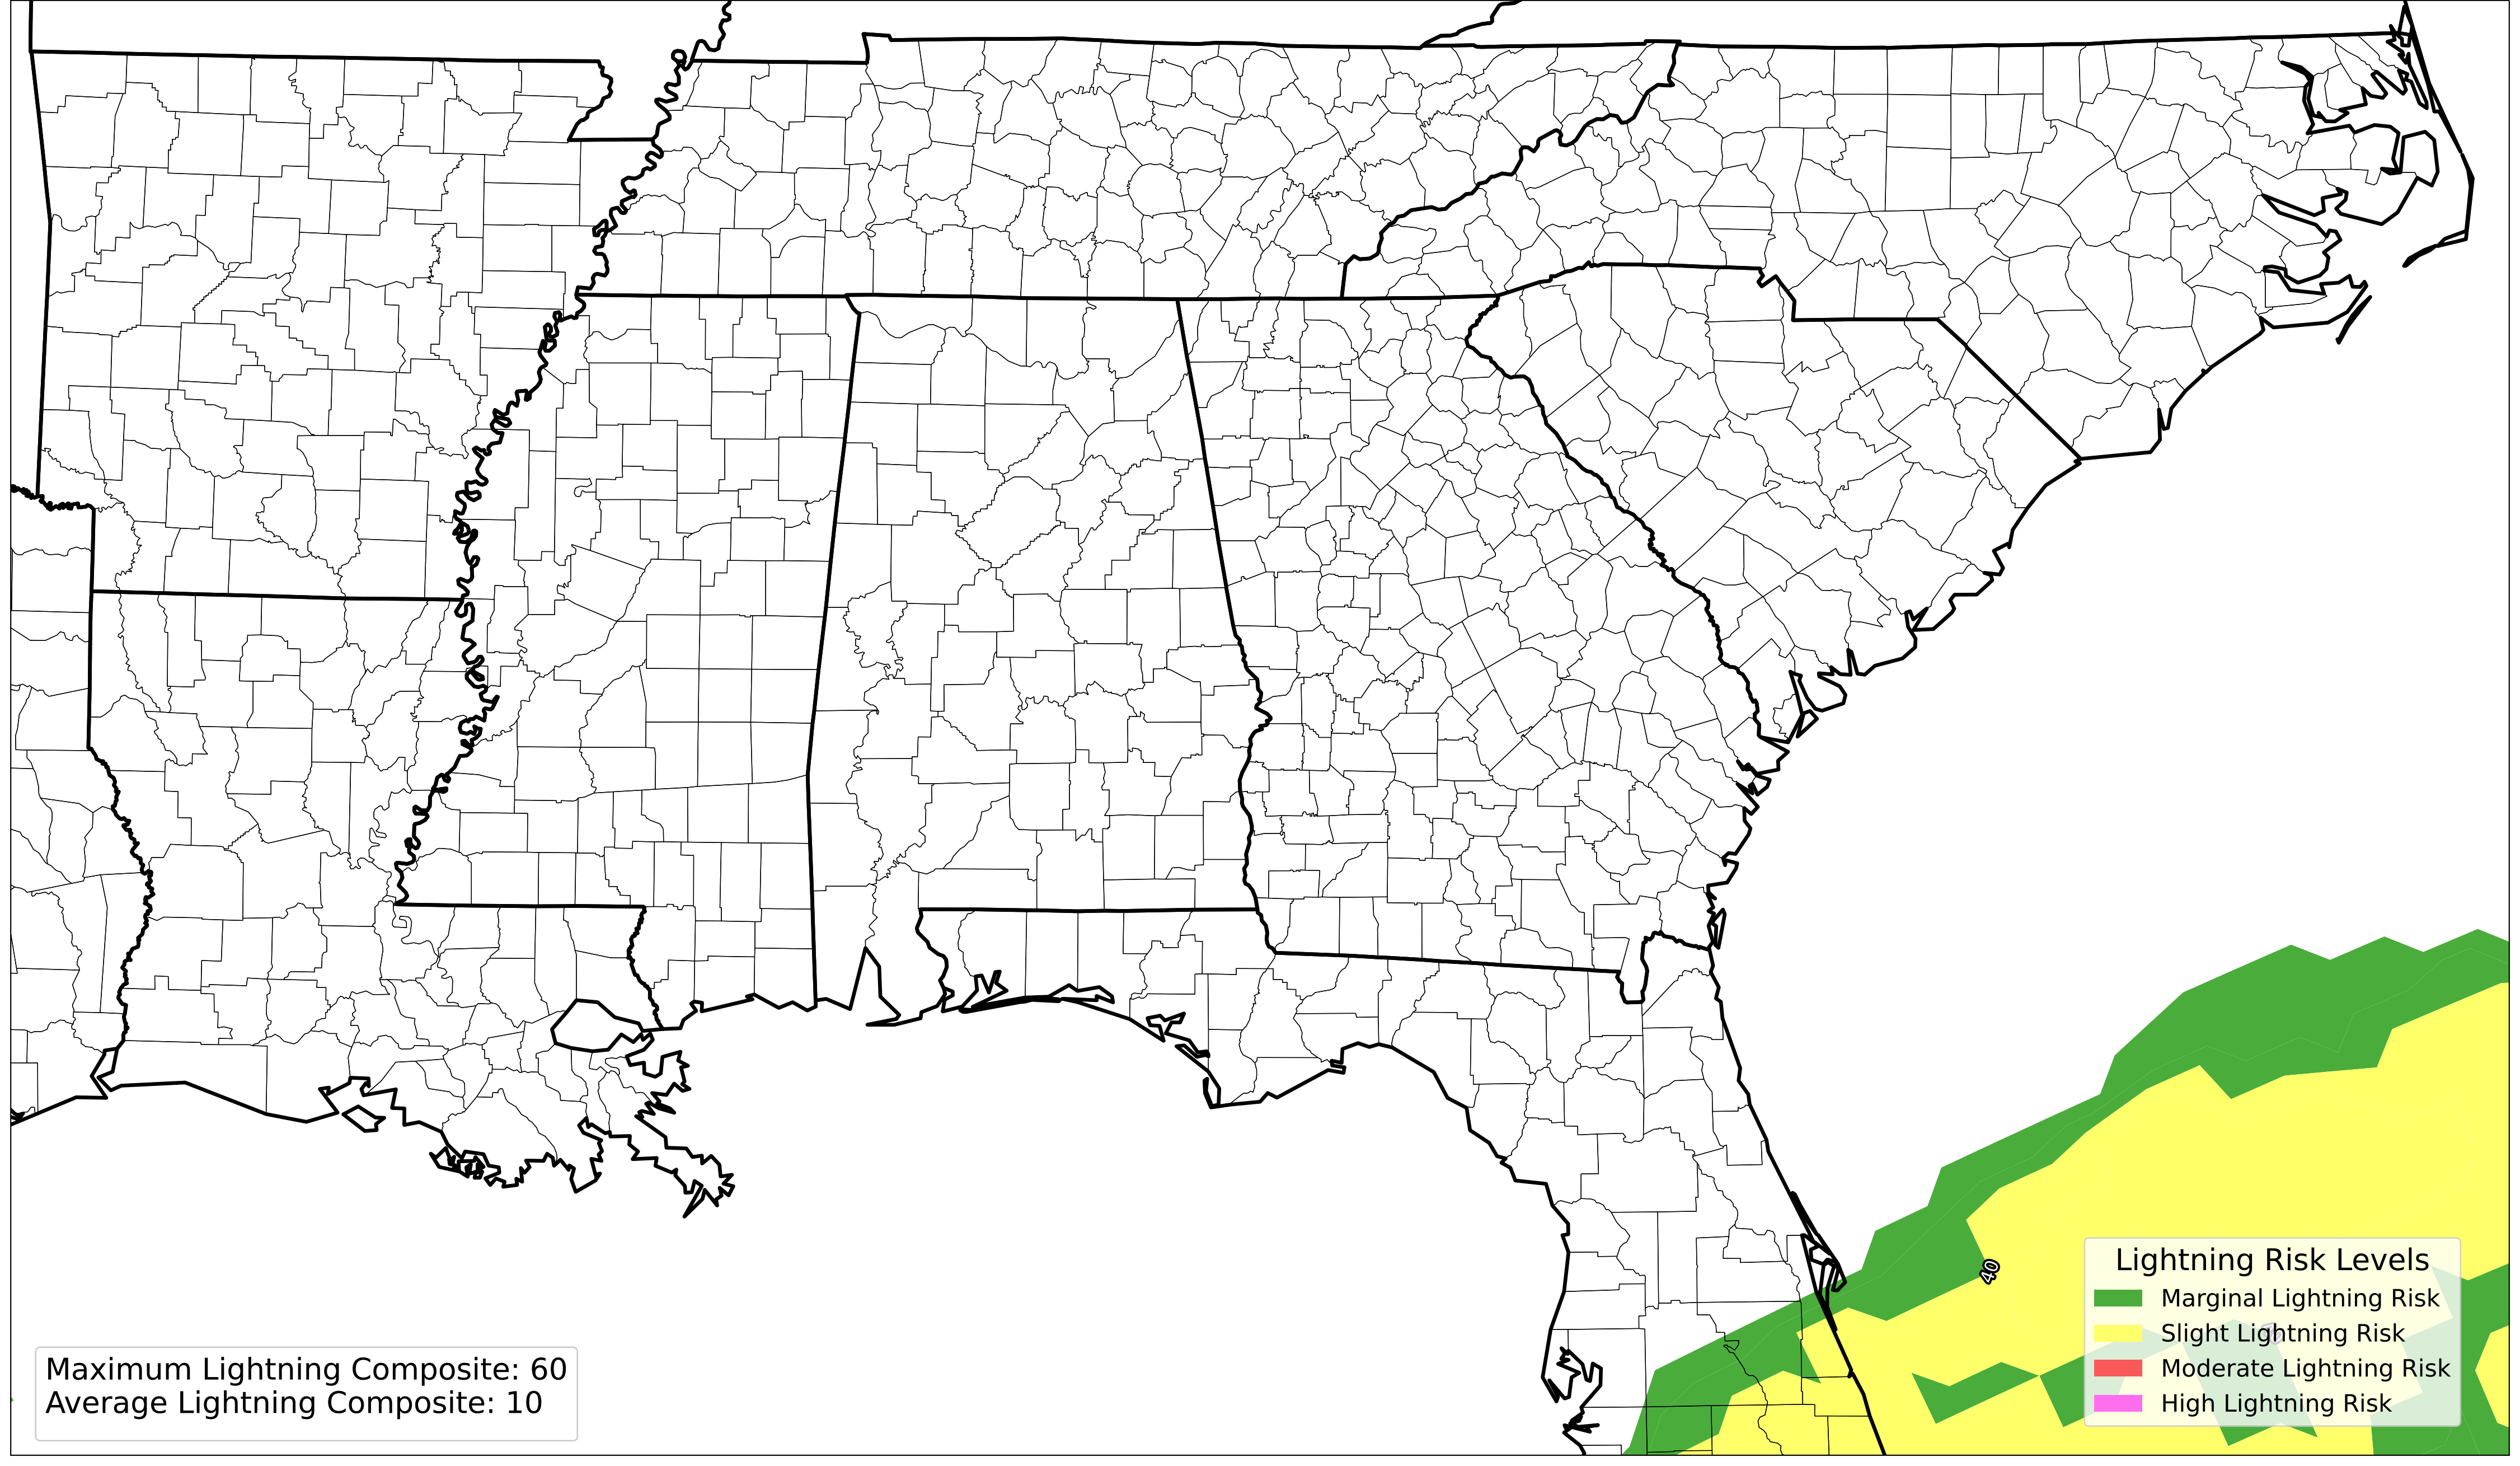 40
Lightning Risk Levels
Marginal Lightning Risk
Slight Lightning Risk
Moderate Lightning Risk
High Lightning Risk
Maximum Lightning Composite: 60
Average Lightning Composite: 10